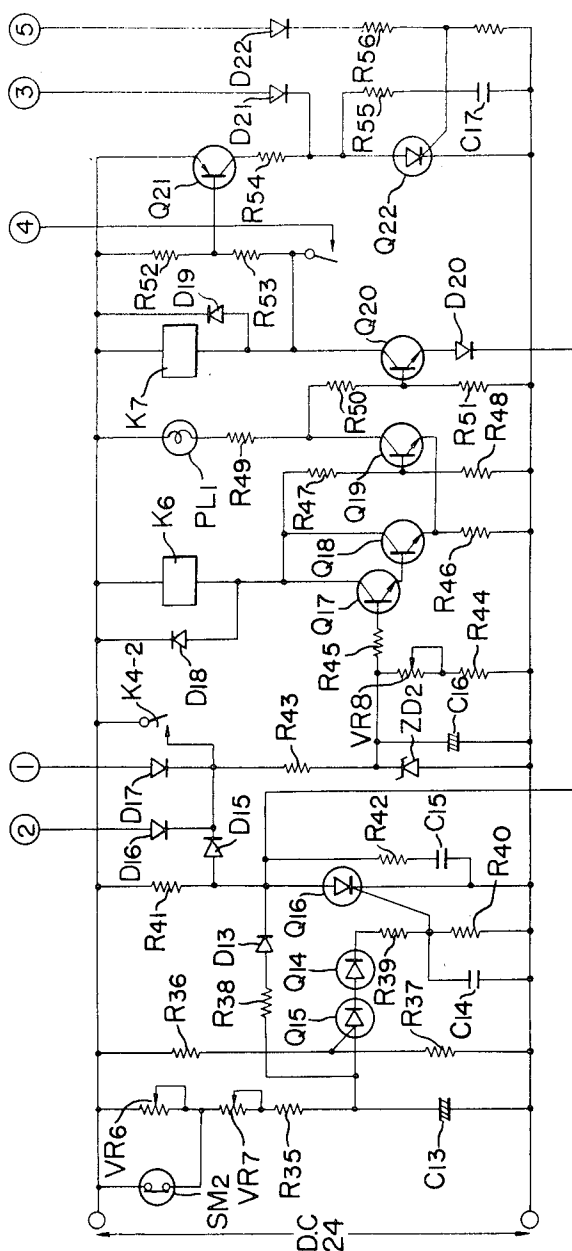 D.C
24
VR6
SM2
VR7
R35
C13
R36
R37
Q15
Q14
R38
D13
R39
C14
R40
R41
Q16
R42
C15
②
D16
D15
①
D17
K4-2
R43
ZD2
C16
VR8
R44
R45
D18
K6
Q17
Q18
R46
R47
Q19
R48
PL1
R49
R50
R51
K7
D19
Q20
D20
R52
R53
④
Q21
R54
③
D21
Q22
R55
C17
⑤
D22
R56